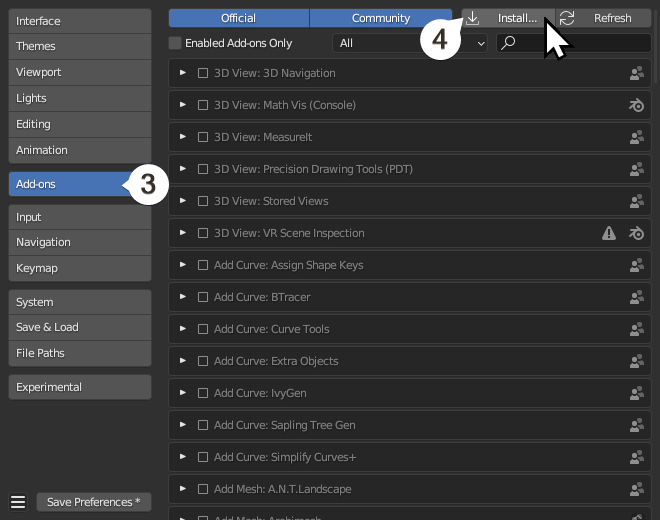 Interface
Themes
Viewport
Lights
Editing
Animation
Add-ons
3
Input
Navigation
Keymap
System
Save & Load
File Paths
Experimental
Save Preferences *
Official
Community
4
Install...
Refresh
Enabled Add-ons Only
All
3D View: 3D Navigation
3D View: Math Vis (Console)
3D View: MeasureIt
3D View: Precision Drawing Tools (PDT)
3D View: Stored Views
3D View: VR Scene Inspection
Add Curve: Assign Shape Keys
Add Curve: BTracer
Add Curve: Curve Tools
Add Curve: Extra Objects
Add Curve: IvyGen
Add Curve: Sapling Tree Gen
Add Curve: Simplify Curves+
Add Mesh: A.N.T.Landscape
Add Mesh: Archimesh